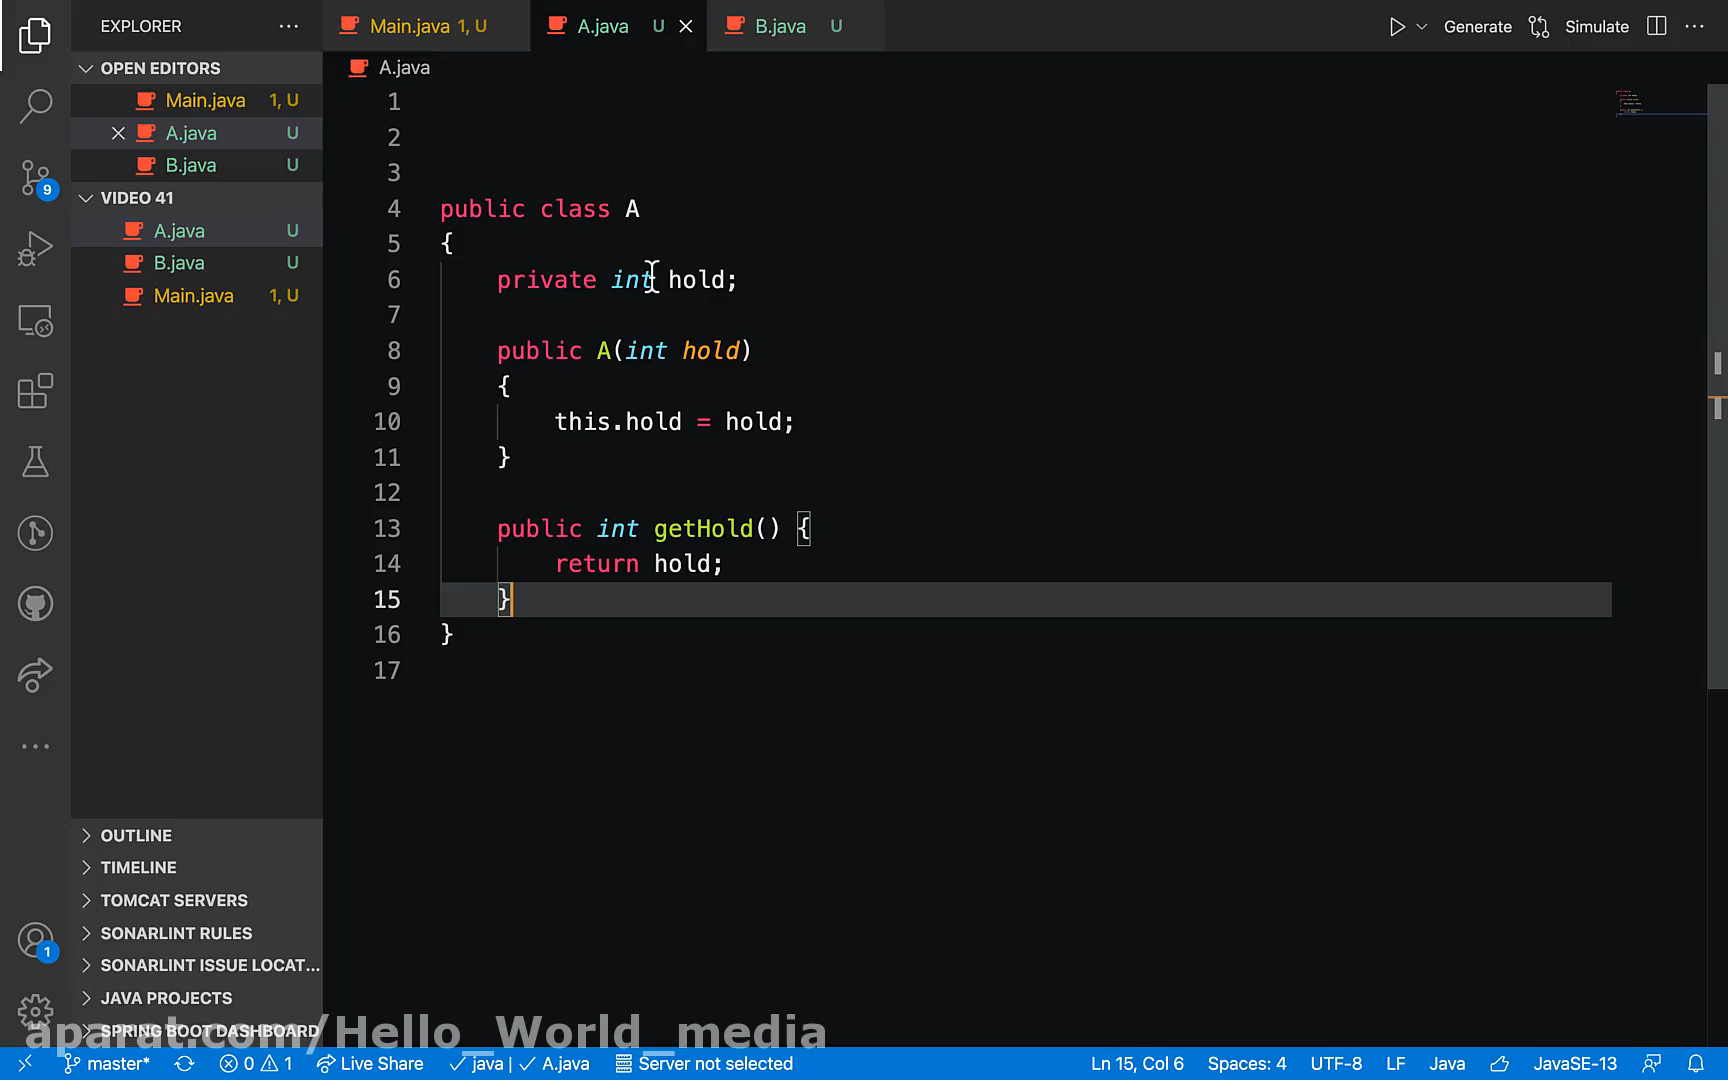 EXPLORER
Main.java 1, U
A.java U
B.java U
Generate
Simulate
OPEN EDITORS
Main.java 1, U
A.java U
B.java U
VIDEO 41
A.java U
B.java U
Main.java 1, U
9
A.java
1
2
3
4 public class A
5 {
6 private int hold;
7
8 public A(int hold)
9 {
10 this.hold = hold;
11 }
12
13 public int getHold() {
14 return hold;
15 }
16 }
17
OUTLINE
TIMELINE
TOMCAT SERVERS
SONARLINT RULES
SONARLINT ISSUE LOCAT...
JAVA PROJECTS
SPRING BOOT DASHBOARD
1
aparat.com/Hello_World_media
master* 0 1 Live Share java | A.java Server not selected Ln 15, Col 6 Spaces: 4 UTF-8 LF Java JavaSE-13